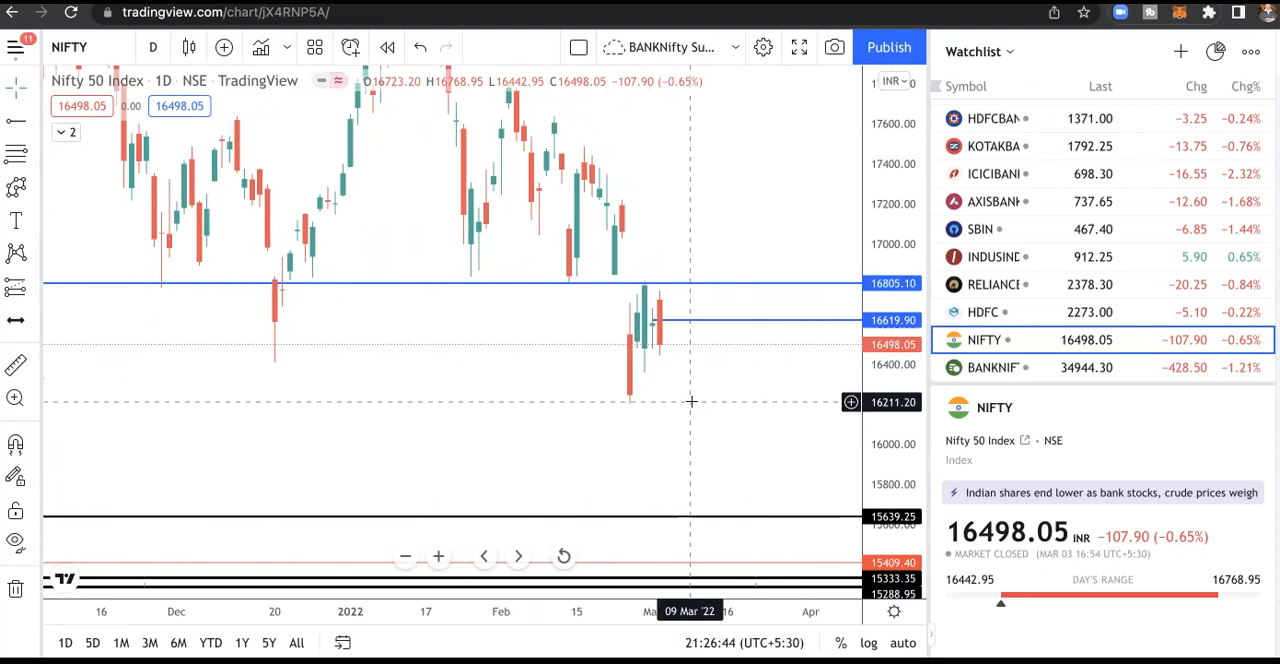 tradingview.com/chart/jX4RNP5A/
11
NIFTY
D
BANKNifty Su...
Publish
Watchlist
Nifty 50 Index · 1D · NSE · TradingView
O16723.20 H16768.95 L16442.95 C16498.05 −107.90 (−0.65%)
INR
16498.05
0.00
16498.05
2
17600.00
17400.00
17200.00
17000.00
16805.10
16619.90
16498.05
16400.00
16211.20
16000.00
15800.00
15639.25
15600.00
15409.40
15333.35
15288.95
16
Dec
20
2022
17
Feb
15
Ma
09 Mar '22
16
Apr
1D
5D
1M
3M
6M
YTD
1Y
5Y
All
21:26:44 (UTC+5:30)
%
log
auto
Symbol Last Chg Chg%
HDFCBAN 1371.00 −3.25 −0.24%
KOTAKBA 1792.25 −13.75 −0.76%
ICICIBANI 698.30 −16.55 −2.32%
AXISBANK 737.65 −12.60 −1.68%
SBIN 467.40 −6.85 −1.44%
INDUSIND 912.25 5.90 0.65%
RELIANCE 2378.30 −20.25 −0.84%
HDFC 2273.00 −5.10 −0.22%
NIFTY 16498.05 −107.90 −0.65%
BANKNIF 34944.30 −428.50 −1.21%
NIFTY
Nifty 50 Index · NSE
Index
Indian shares end lower as bank stocks, crude prices weigh
16498.05 INR −107.90 (−0.65%)
MARKET CLOSED (MAR 03 16:54 UTC+5:30)
16442.95 DAY'S RANGE 16768.95